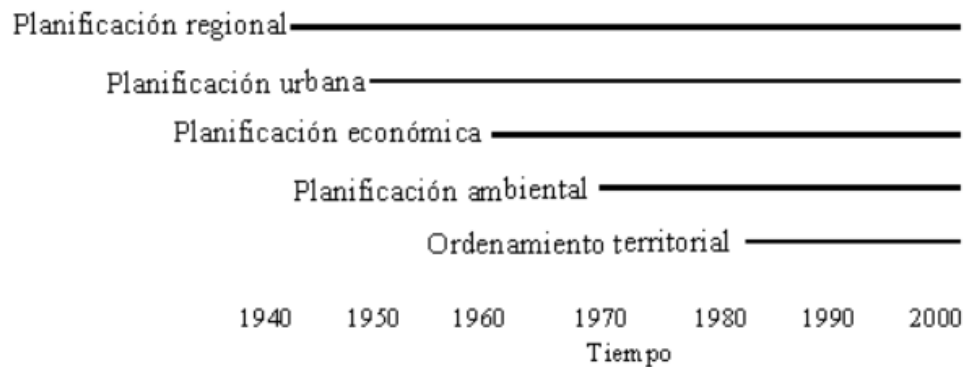 Planificación regional
Planificación urbana
Planificación económica
Planificación ambiental
Ordenamiento territorial
1940 1950 1960 1970 1980 1990 2000
Tiempo